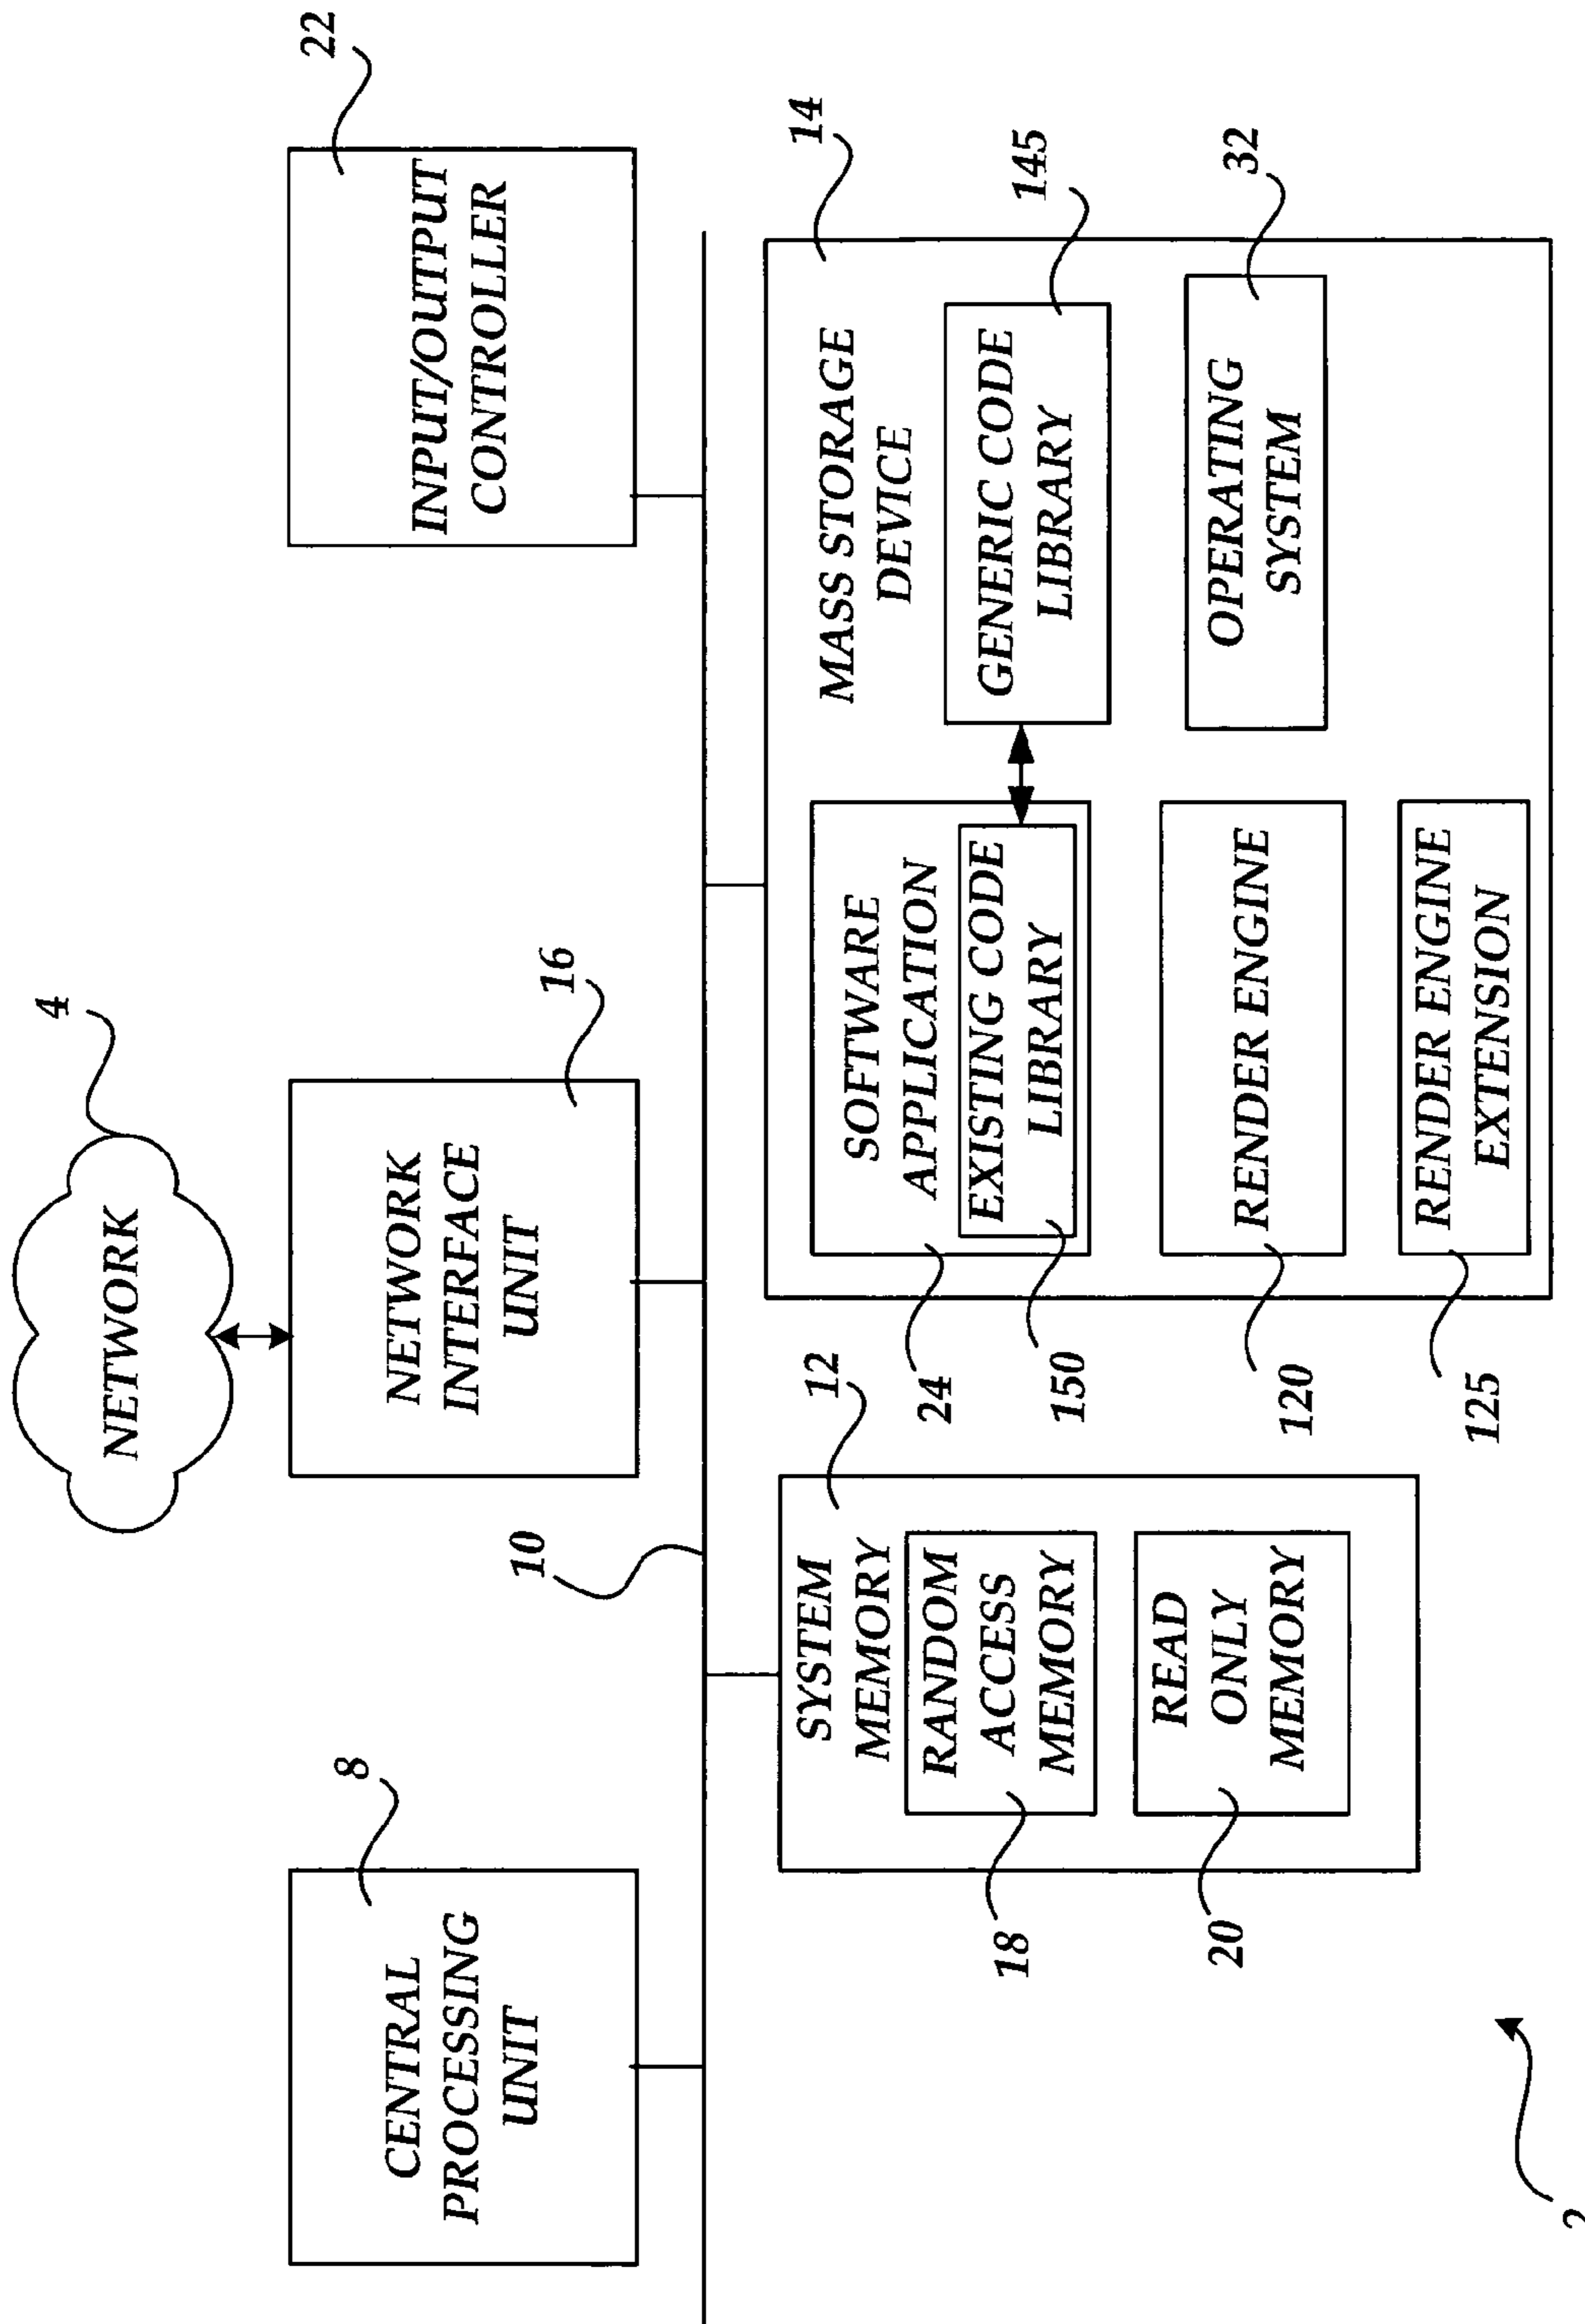 NETWORK
4
CENTRAL
PROCESSING
UNIT
8
NETWORK
INTERFACE
UNIT
16
INPUT/OUTPUT
CONTROLLER
22
10
SYSTEM
MEMORY
12
RANDOM
ACCESS
MEMORY
18
READ
ONLY
MEMORY
20
MASS STORAGE
DEVICE
14
SOFTWARE
APPLICATION
24
EXISTING CODE
LIBRARY
150
GENERIC CODE
LIBRARY
145
RENDER ENGINE
120
OPERATING
SYSTEM
32
RENDER ENGINE
EXTENSION
125
2